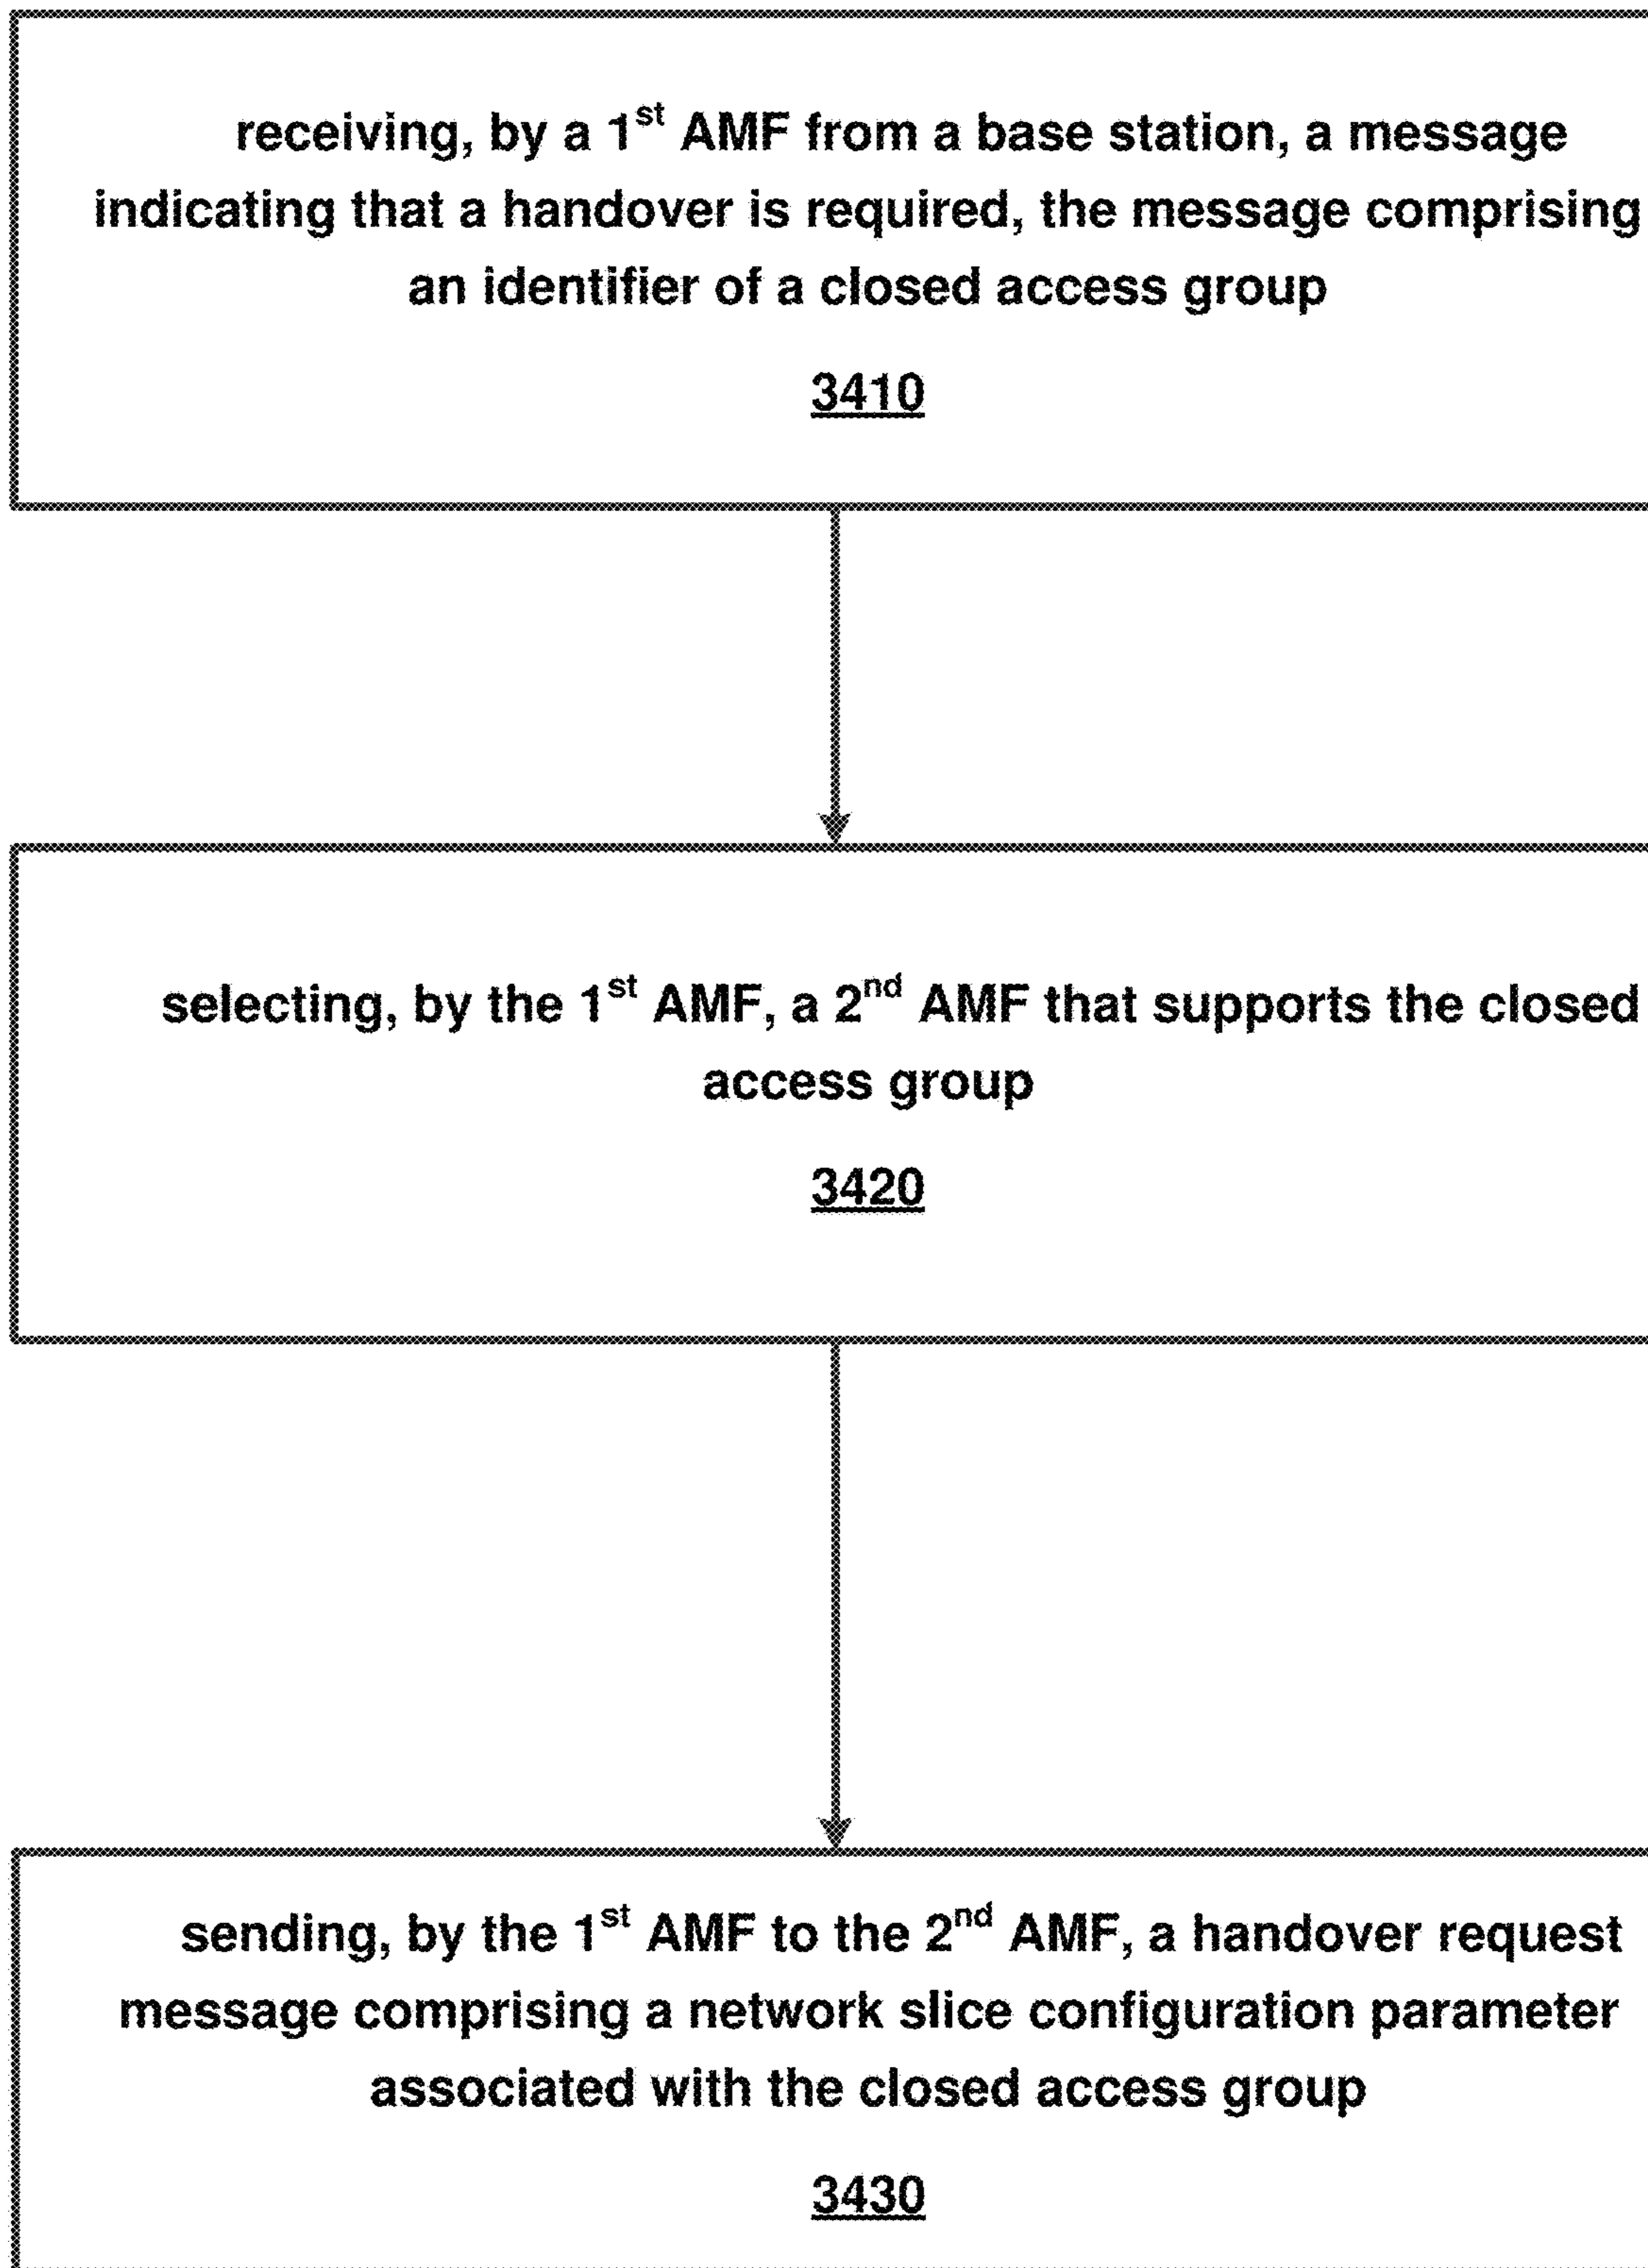 receiving, by a 1st AMF from a base station, a message
indicating that a handover is required, the message comprising
an identifier of a closed access group
3410
selecting, by the 1st AMF, a 2nd AMF that supports the closed
access group
3420
sending, by the 1st AMF to the 2nd AMF, a handover request
message comprising a network slice configuration parameter
associated with the closed access group
3430